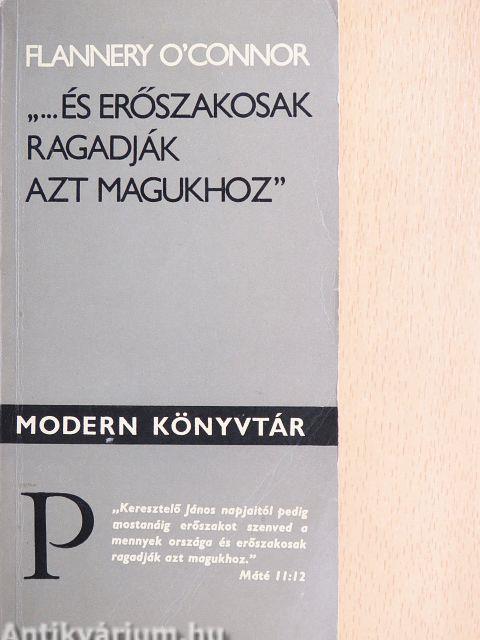 FLANNERY O'CONNOR
„...ÉS ERŐSZAKOSAK
RAGADJÁK
AZT MAGUKHOZ”
MODERN KÖNYVTÁR
P
„Keresztelő János napjaitól pedig
mostanáig erőszakot szenved a
mennyek országa és erőszakosak
ragadják azt magukhoz.”
Máté 11:12
Antikvárium.hu